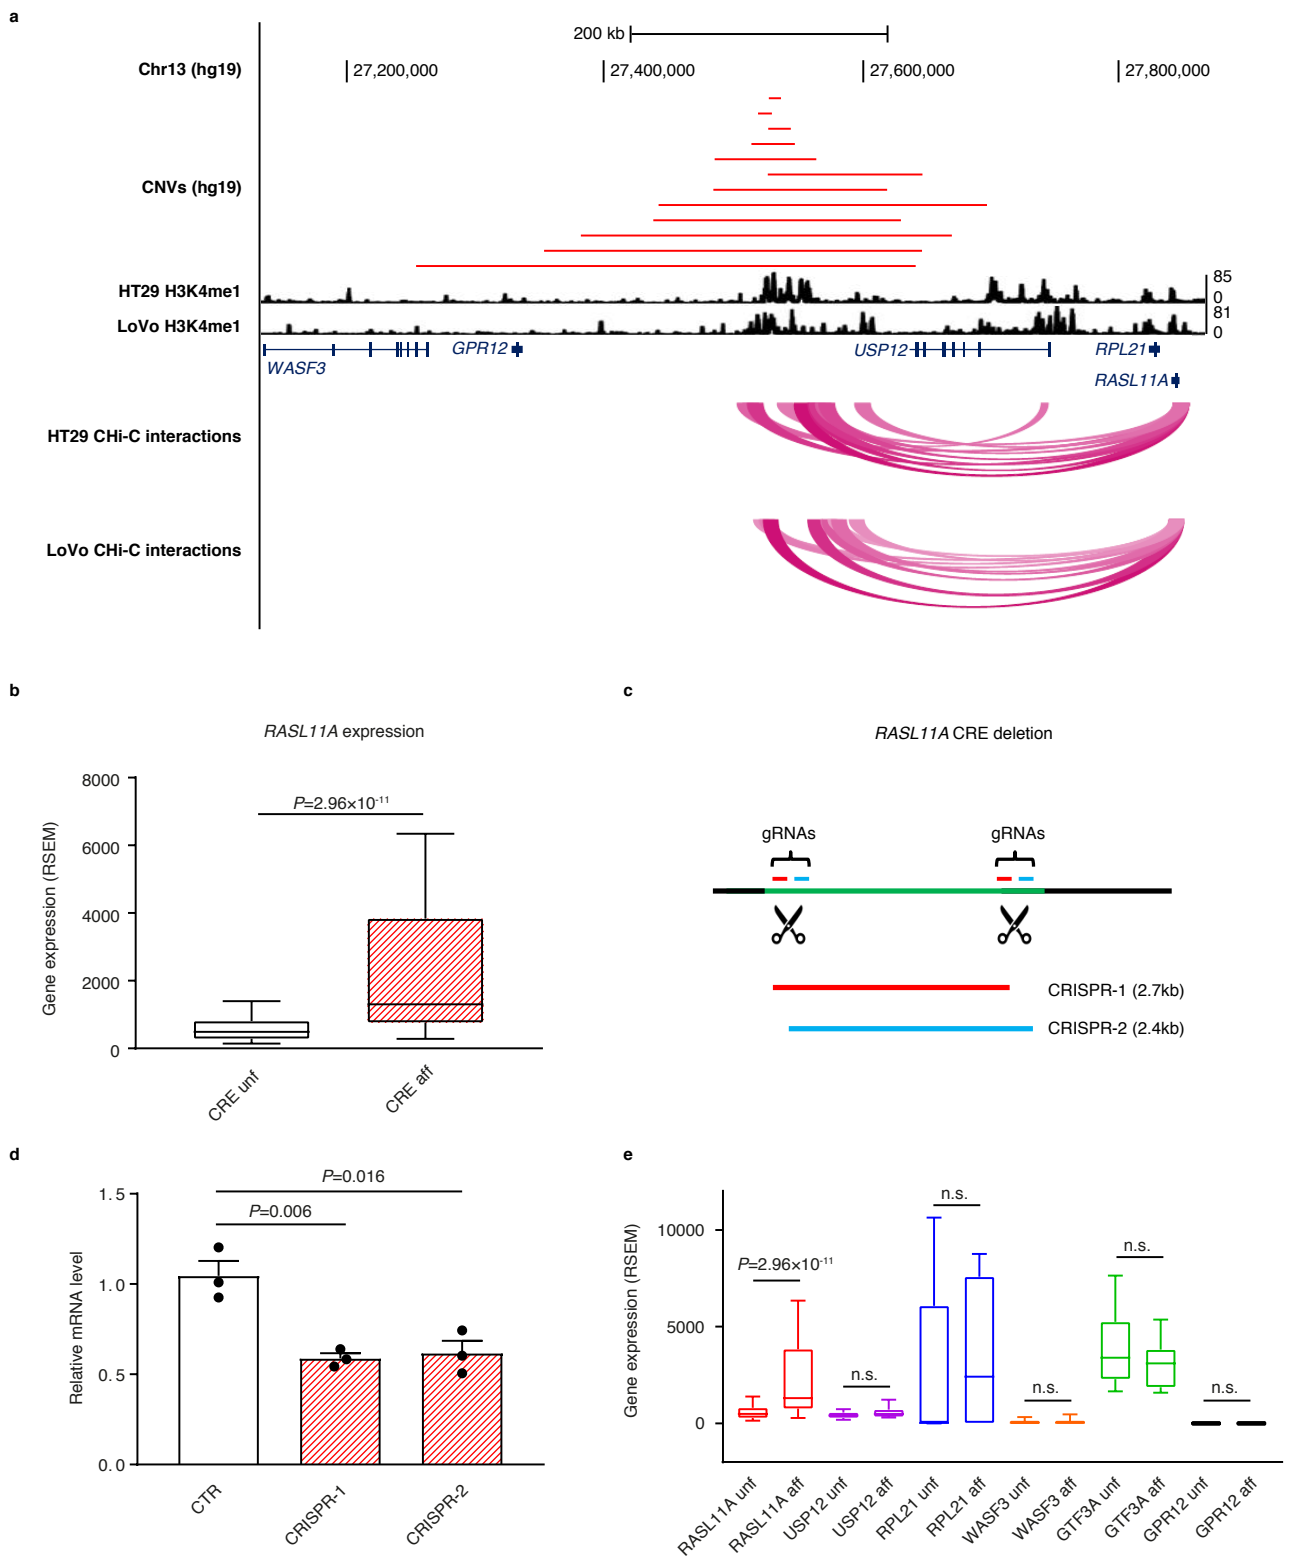 a
200 kb
Chr13 (hg19)
27,200,000
27,400,000
27,600,000
27,800,000
CNVs (hg19)
HT29 H3K4me1
85
0
LoVo H3K4me1
81
0
WASF3
GPR12
USP12
RPL21
RASL11A
HT29 CHi-C interactions
LoVo CHi-C interactions
b
RASL11A expression
Gene expression (RSEM)
8000
6000
4000
2000
0
P=2.96×10-11
CRE unf
CRE aff
c
RASL11A CRE deletion
gRNAs
gRNAs
CRISPR-1 (2.7kb)
CRISPR-2 (2.4kb)
d
Relative mRNA level
1.5
1.0
0.5
0.0
P=0.016
P=0.006
CTR
CRISPR-1
CRISPR-2
e
Gene expression (RSEM)
10000
5000
0
P=2.96×10-11
n.s.
n.s.
n.s.
n.s.
n.s.
RASL11A unf
RASL11A aff
USP12 unf
USP12 aff
RPL21 unf
RPL21 aff
WASF3 unf
WASF3 aff
GTF3A unf
GTF3A aff
GPR12 unf
GPR12 aff